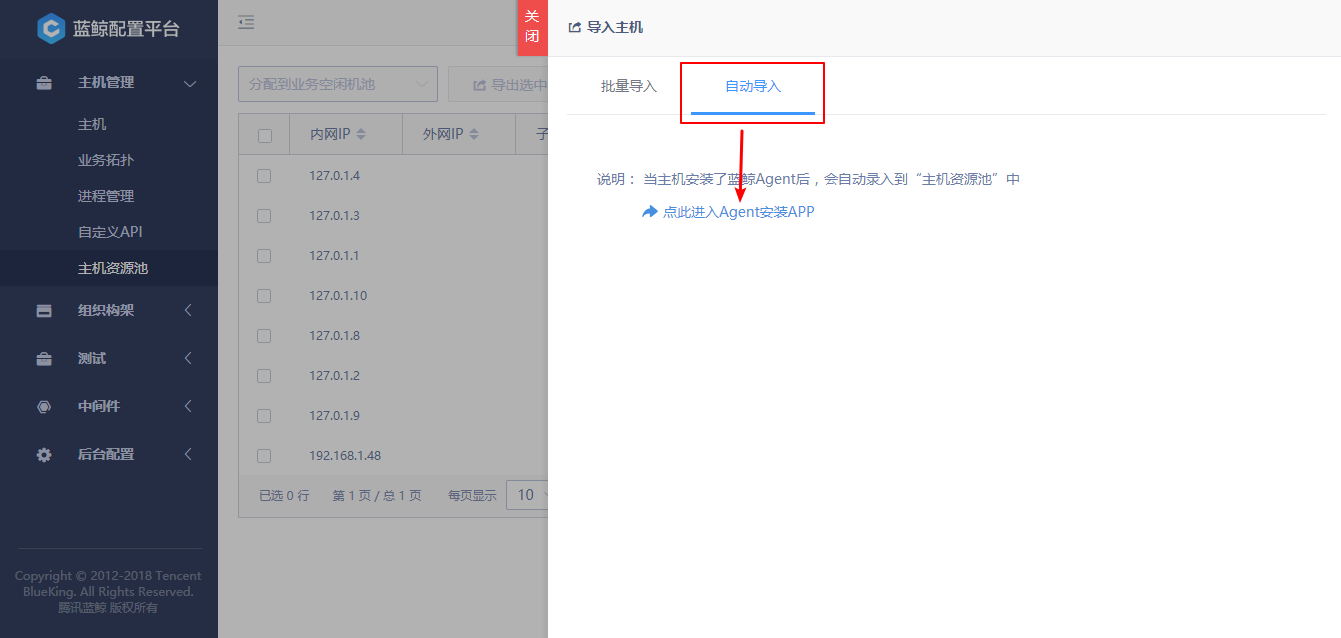 蓝鲸配置平台
主机管理
主机
业务拓扑
进程管理
自定义API
主机资源池
组织构架
测试
中间件
后台配置
Copyright © 2012-2018 Tencent
BlueKing. All Rights Reserved.
腾讯蓝鲸 版权所有
分配到业务空闲机池
导出选中
内网IP
外网IP
子
127.0.1.4
127.0.1.3
127.0.1.1
127.0.1.10
127.0.1.8
127.0.1.2
127.0.1.9
192.168.1.48
已选 0 行
第 1 页 / 总 1 页
每页显示
10
关
闭
导入主机
批量导入
自动导入
说明：当主机安装了蓝鲸Agent后，会自动录入到“主机资源池”中
点此进入Agent安装APP